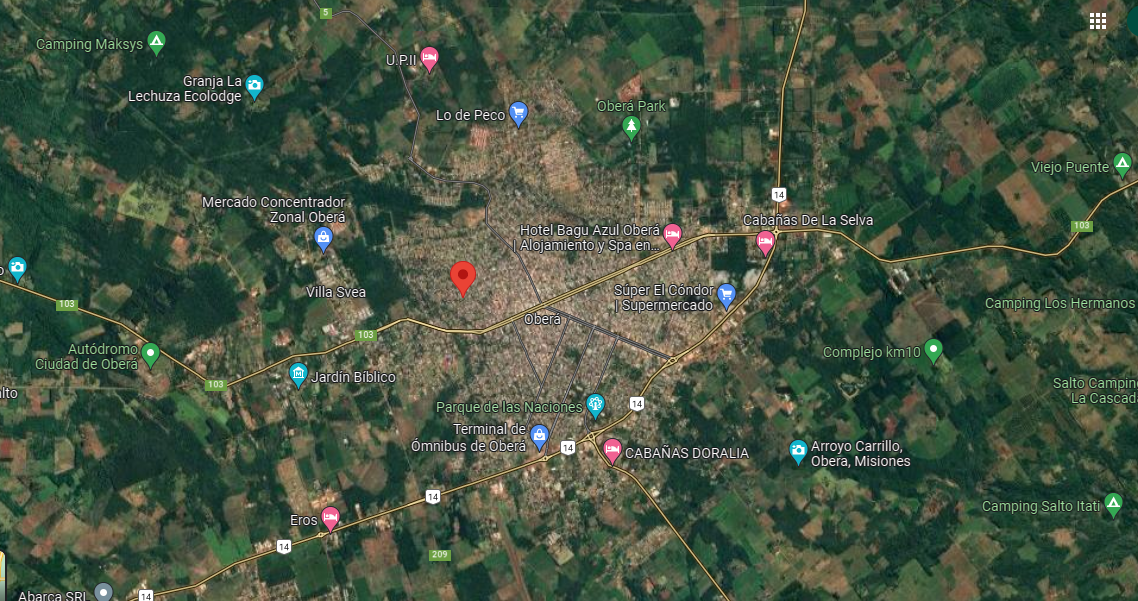 5
Camping Maksys
U.P.II
Granja La
Lechuza Ecolodge
Lo de Peco
Oberá Park
Viejo Puente
14
Mercado Concentrador
Zonal Oberá
Cabañas De La Selva
103
Hotel Bagu Azul Oberá
| Alojamiento y Spa en...
o
Villa Svea
Súper El Cóndor
| Supermercado
103
Camping Los Hermanos
Oberá
103
Autódromo
Ciudad de Oberá
Complejo km10
103
Jardín Bíblico
Salto Camping
La Cascada
alto
Parque de las Naciones
14
Terminal de
Ómnibus de Oberá
14
CABAÑAS DORALIA
Arroyo Carrillo,
Obera, Misiones
14
Camping Salto Itati
Eros
14
209
Abarca SRL
14